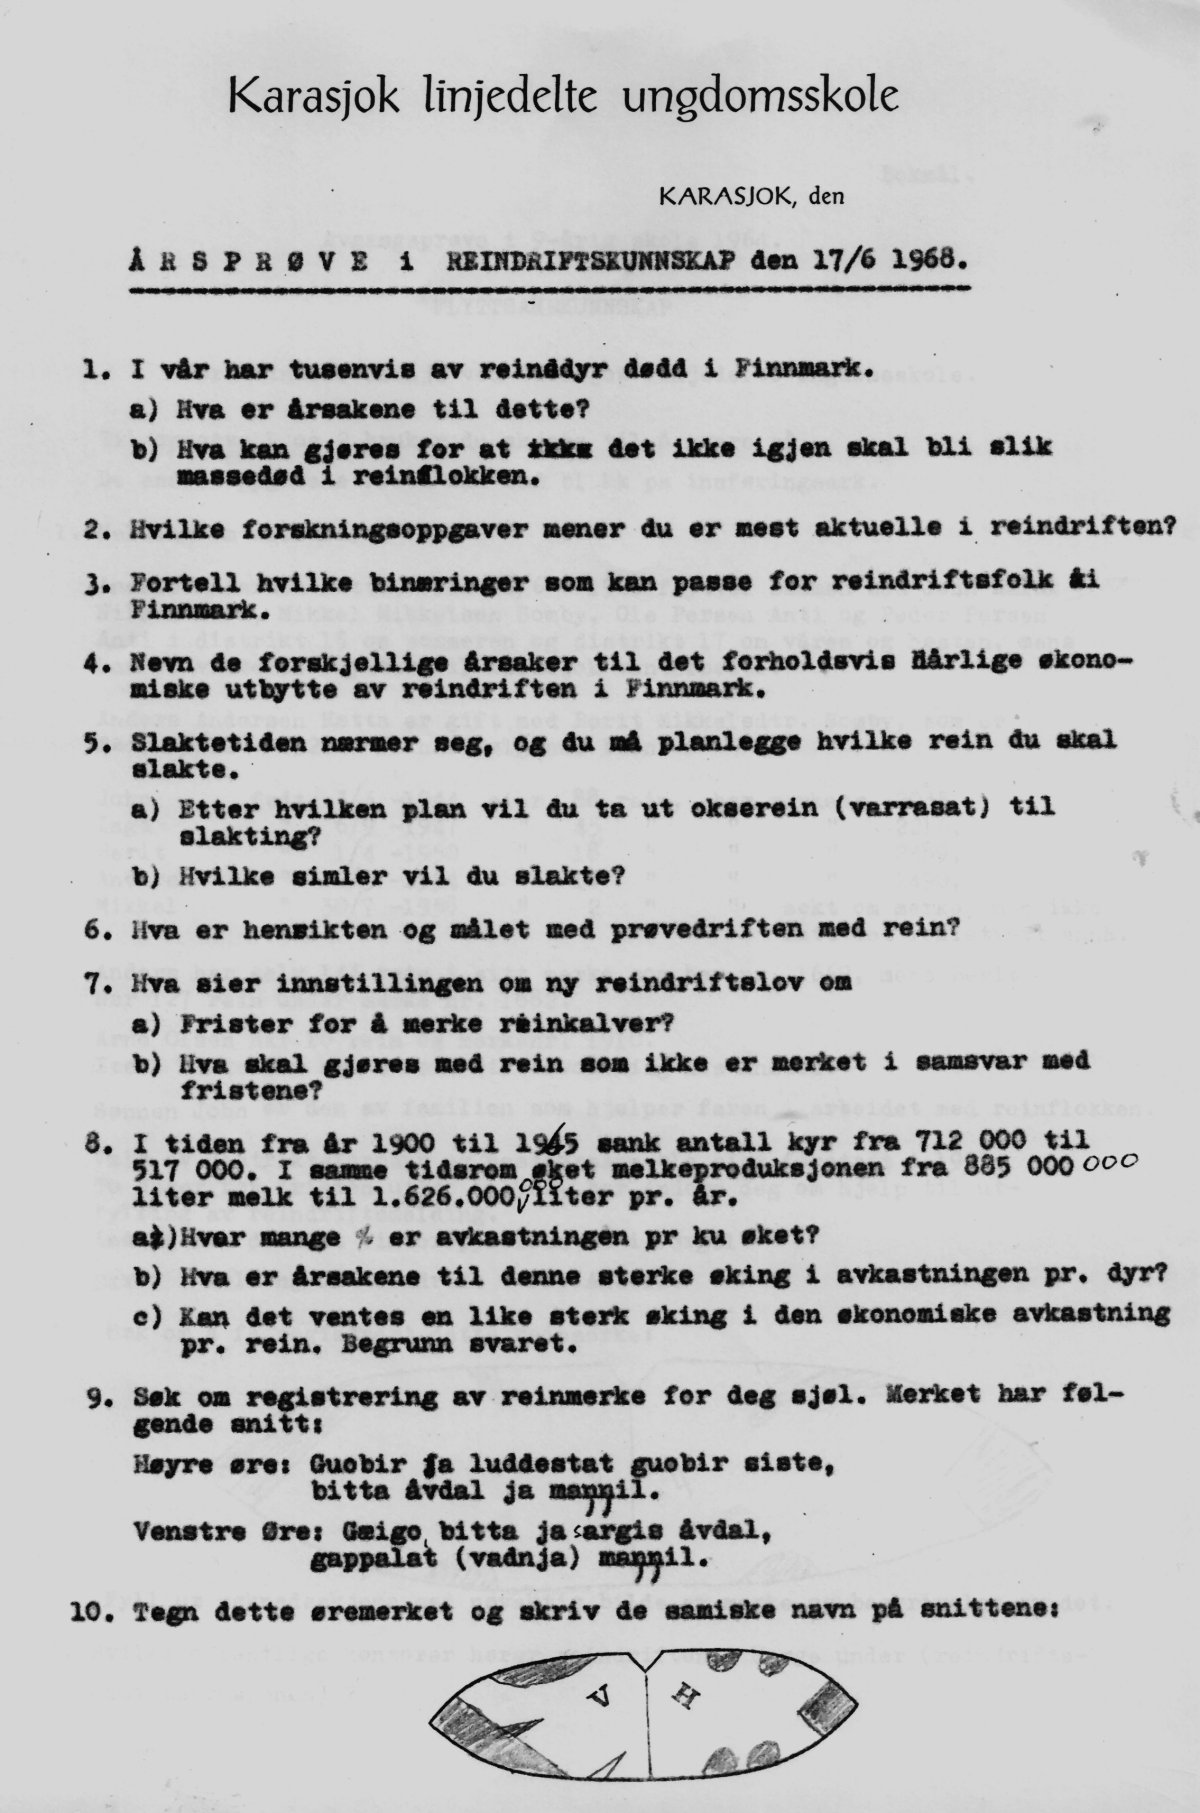 Karasjok linjedelte ungdomsskole
KARASJOK, den
Å R S P R Ø V E i REINDRIFTSKUNNSKAP den 17/6 1968.
1. I vår har tusenvis av reinddyr dødd i Finnmark.
a) Hva er årsakene til dette?
b) Hva kan gjøres for at det ikke igjen skal bli slik
massedød i reinflokken.
2. Hvilke forskningsoppgaver mener du er mest aktuelle i reindriften?
3. Fortell hvilke binæringer som kan passe for reindriftsfolk i
Finnmark.
4. Nevn de forskjellige årsaker til det forholdsvis dårlige økono-
miske utbytte av reindriften i Finnmark.
5. Slaktetiden nærmer seg, og du må planlegge hvilke rein du skal
slakte.
a) Etter hvilken plan vil du ta ut okserein (varrasat) til
slakting?
b) Hvilke simler vil du slakte?
6. Hva er hensikten og målet med prøvedriften med rein?
7. Hva sier innstillingen om ny reindriftslov om
a) Frister for å merke reinkalver?
b) Hva skal gjøres med rein som ikke er merket i samsvar med
fristene?
8. I tiden fra år 1900 til 1965 sank antall kyr fra 712 000 til
517 000. I samme tidsrom øket melkeproduksjonen fra 885 000 000
liter melk til 1.626.000 000 liter pr. år.
a) Hvor mange % er avkastningen pr ku øket?
b) Hva er årsakene til denne sterke øking i avkastningen pr. dyr?
c) Kan det ventes en like sterk øking i den økonomiske avkastning
pr. rein. Begrunn svaret.
9. Søk om registrering av reinmerke for deg sjøl. Merket har føl-
gende snitt:
Høyre øre: Guobir ja luddestat guobir siste,
bitta åvdal ja maŋŋil.
Venstre Øre: Gæigo, bitta ja sargis åvdal,
gappalat (vadnja) maŋŋil.
10. Tegn dette øremerket og skriv de samiske navn på snittene:
V H